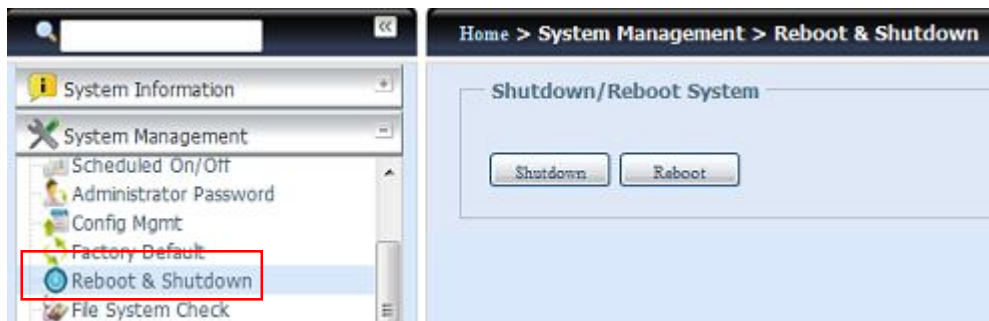 Home > System Management > Reboot & Shutdown
System Information
System Management
Scheduled On/Off
Administrator Password
Config Mgmt
Factory Default
Reboot & Shutdown
File System Check
Shutdown/Reboot System
Shutdown Reboot